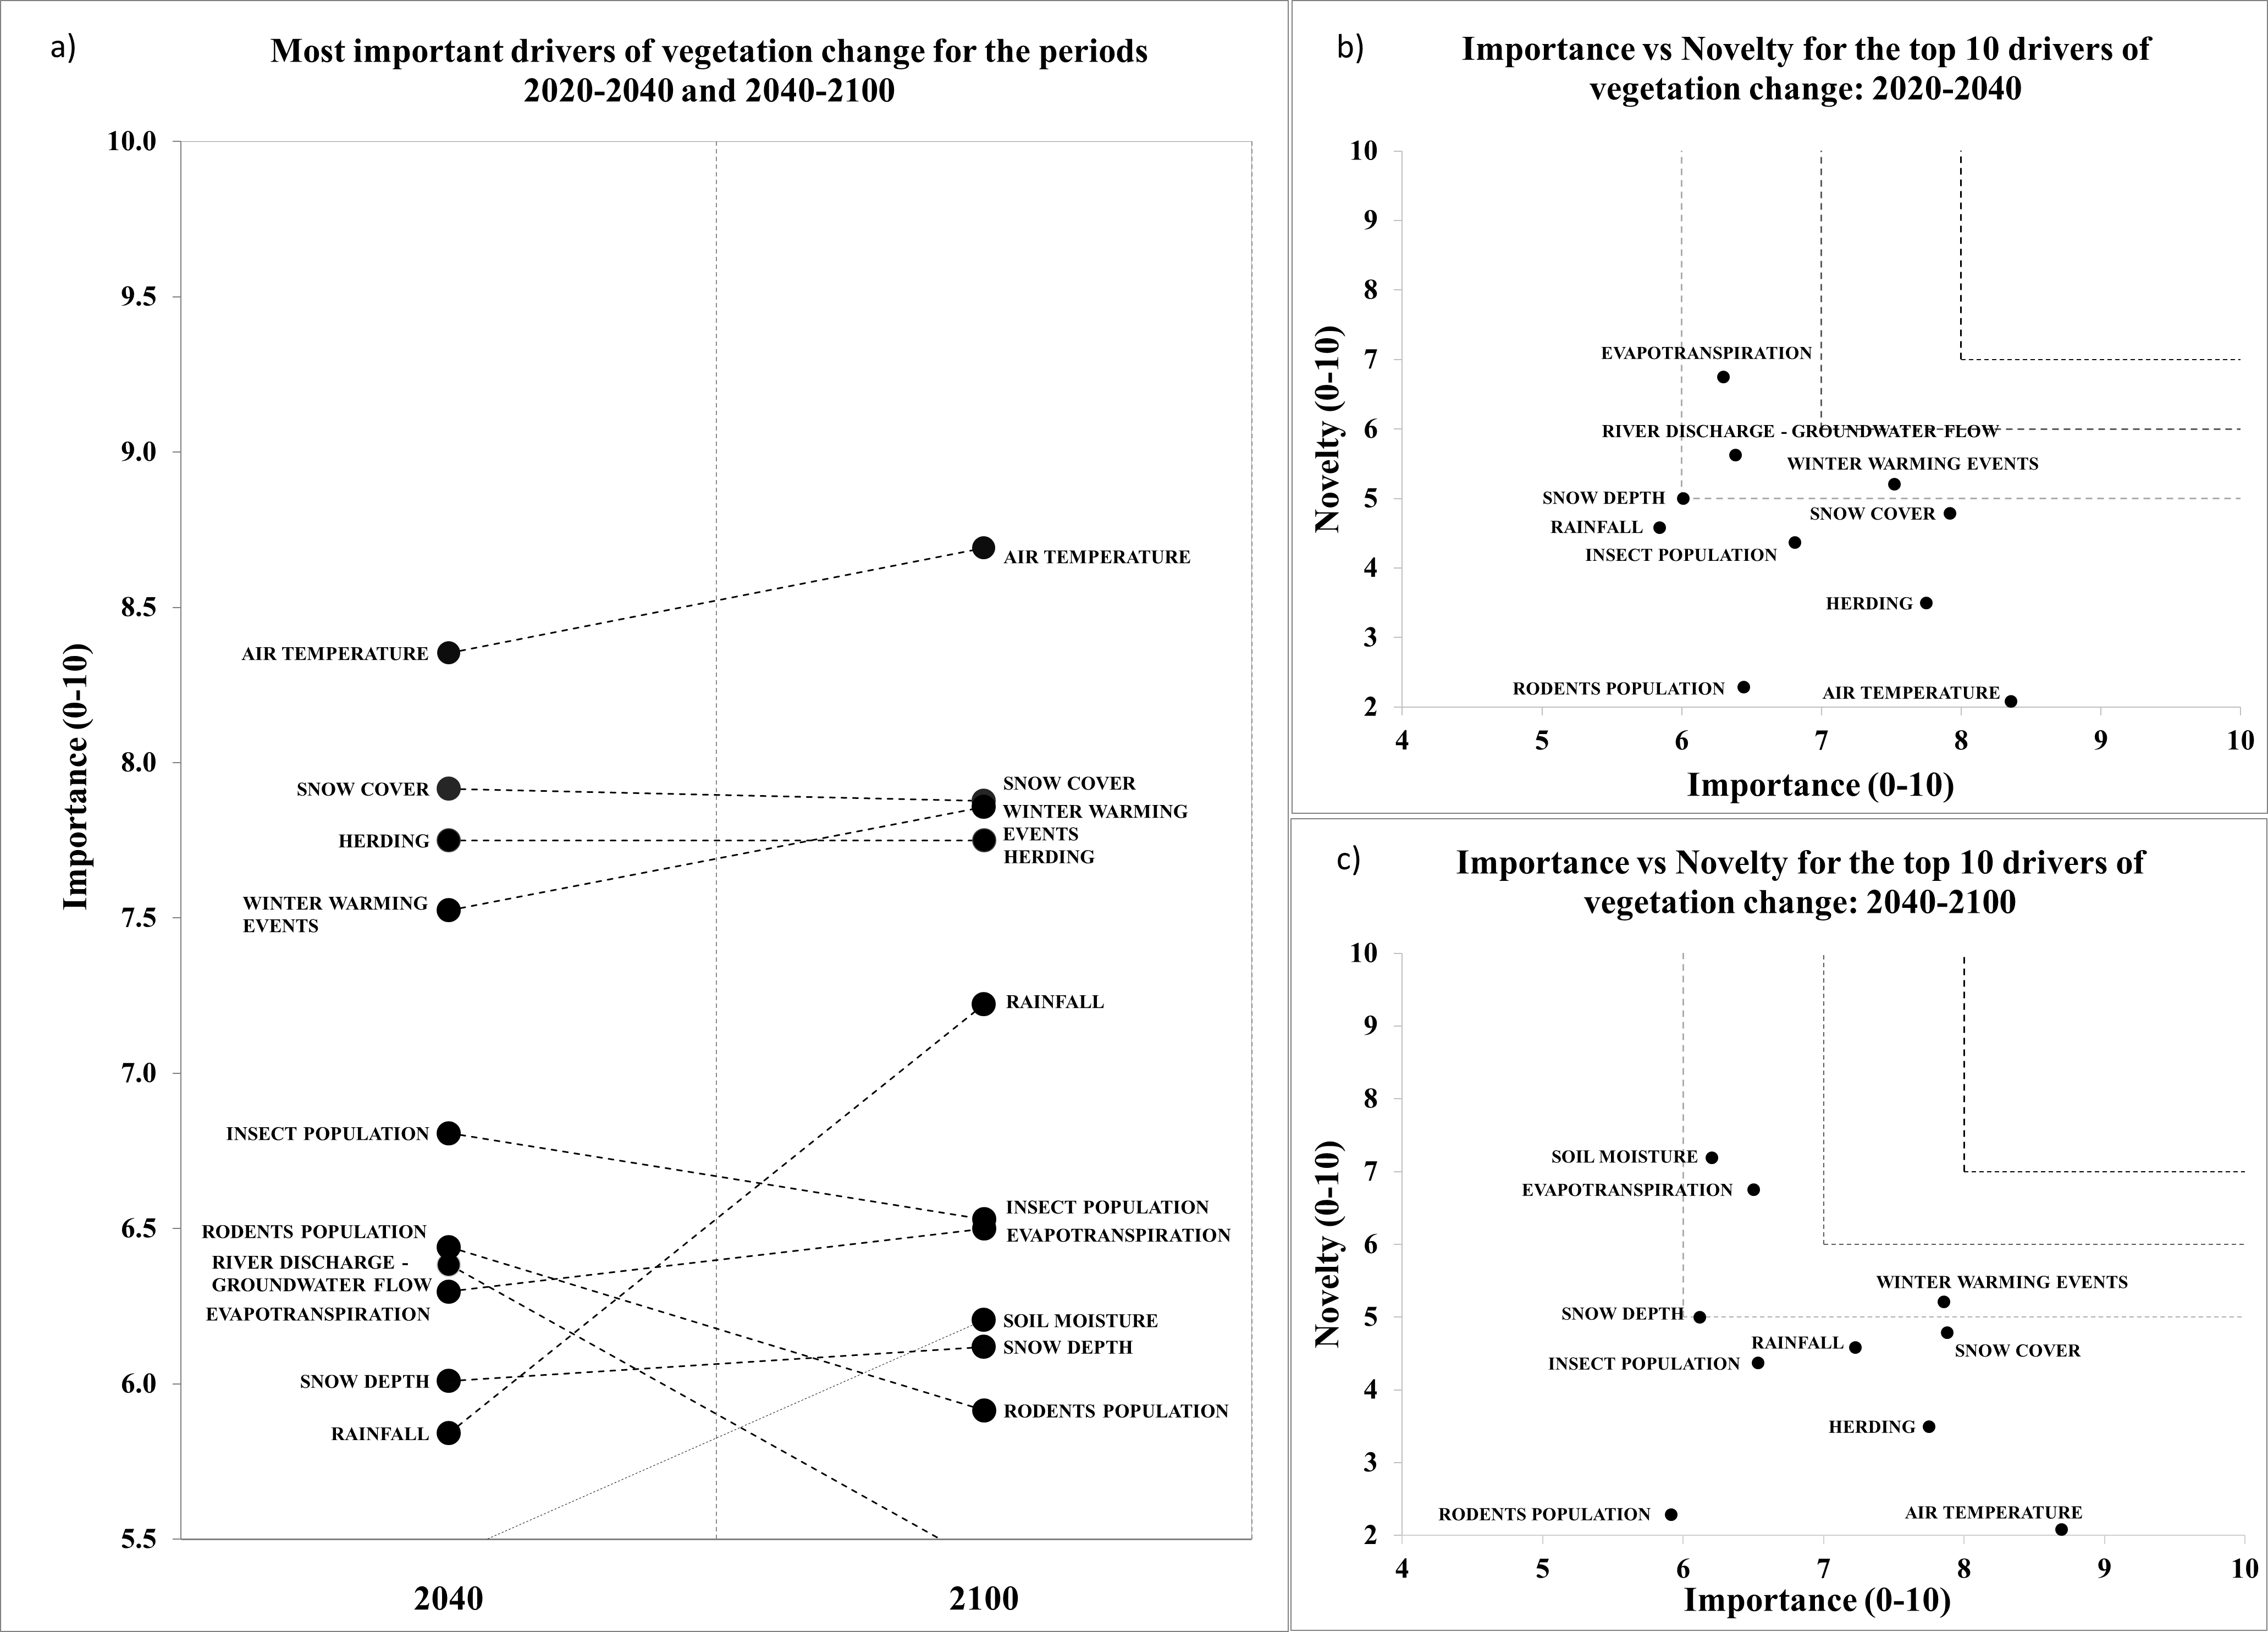 a)
Most important drivers of vegetation change for the periods
2020-2040 and 2040-2100
Importance (0-10)
10.0
9.5
9.0
8.5
8.0
7.5
7.0
6.5
6.0
5.5
AIR TEMPERATURE
SNOW COVER
HERDING
WINTER WARMING
EVENTS
INSECT POPULATION
RODENTS POPULATION
RIVER DISCHARGE -
GROUNDWATER FLOW
EVAPOTRANSPIRATION
SNOW DEPTH
RAINFALL
AIR TEMPERATURE
SNOW COVER
WINTER WARMING
EVENTS
HERDING
RAINFALL
INSECT POPULATION
EVAPOTRANSPIRATION
SOIL MOISTURE
SNOW DEPTH
RODENTS POPULATION
2040
2100
b)
Importance vs Novelty for the top 10 drivers of
vegetation change: 2020-2040
Novelty (0-10)
10
9
8
7
6
5
4
3
2
EVAPOTRANSPIRATION
RIVER DISCHARGE - GROUNDWATER FLOW
WINTER WARMING EVENTS
SNOW DEPTH
SNOW COVER
RAINFALL
INSECT POPULATION
HERDING
RODENTS POPULATION
AIR TEMPERATURE
4 5 6 7 8 9 10
Importance (0-10)
c)
Importance vs Novelty for the top 10 drivers of
vegetation change: 2040-2100
Novelty (0-10)
10
9
8
7
6
5
4
3
2
SOIL MOISTURE
EVAPOTRANSPIRATION
WINTER WARMING EVENTS
SNOW DEPTH
RAINFALL
SNOW COVER
INSECT POPULATION
HERDING
RODENTS POPULATION
AIR TEMPERATURE
4 5 6 7 8 9 10
Importance (0-10)